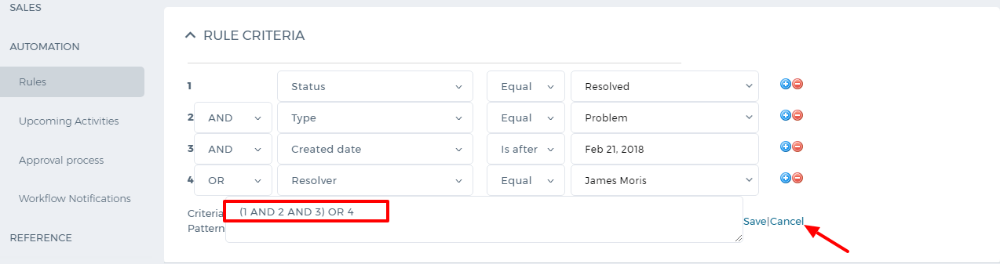 SALES
AUTOMATION
Rules
Upcoming Activities
Approval process
Workflow Notifications
REFERENCE
RULE CRITERIA
1 Status Equal Resolved
2 AND Type Equal Problem
3 AND Created date Is after Feb 21, 2018
4 OR Resolver Equal James Moris
Criteria
Pattern
(1 AND 2 AND 3) OR 4
Save|Cancel